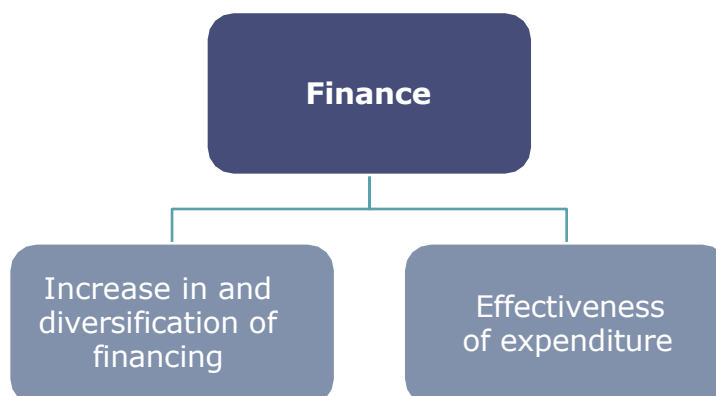 Finance
Increase in and
diversification of
financing
Effectiveness
of expenditure